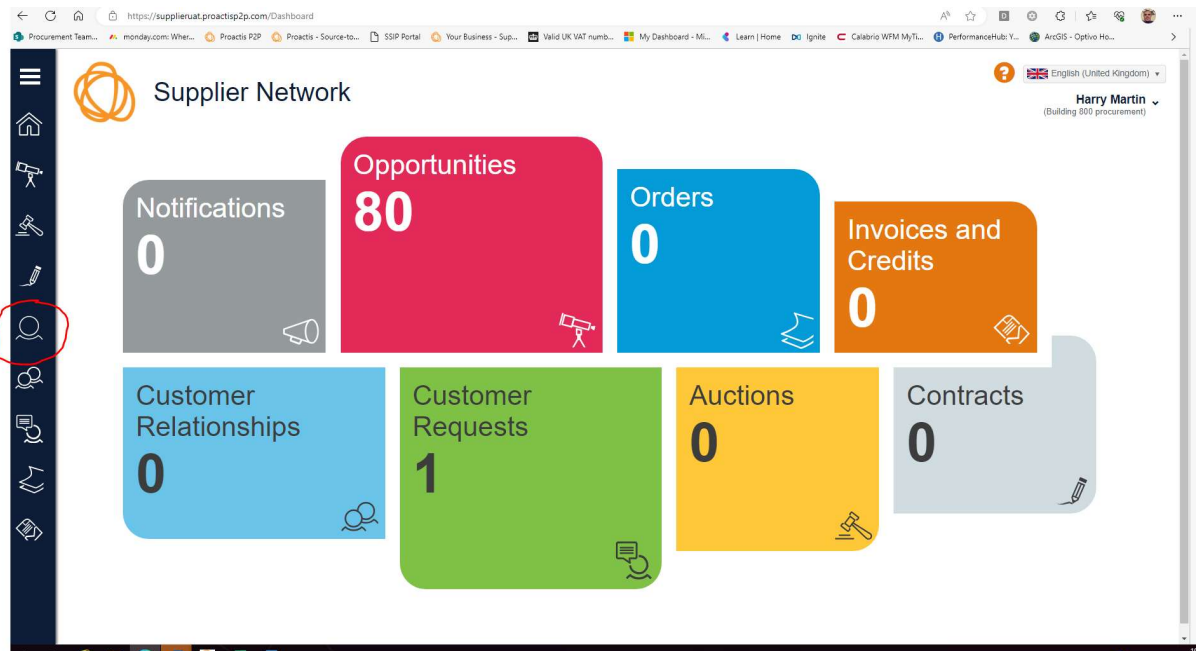 https://supplieruat.proactisp2p.com/Dashboard
Procurement Team... monday.com: Wher... Proactis P2P Proactis - Source-to... SSIP Portal Your Business - Sup... Valid UK VAT numb... My Dashboard - Mi... Learn | Home Ignite Calabrio WFM MyTi... PerformanceHub: Y... ArcGIS - Optivo Ho...
Supplier Network
? English (United Kingdom)
Harry Martin
(Building 800 procurement)
Notifications
0
Opportunities
80
Orders
0
Invoices and
Credits
0
Customer
Relationships
0
Customer
Requests
1
Auctions
0
Contracts
0